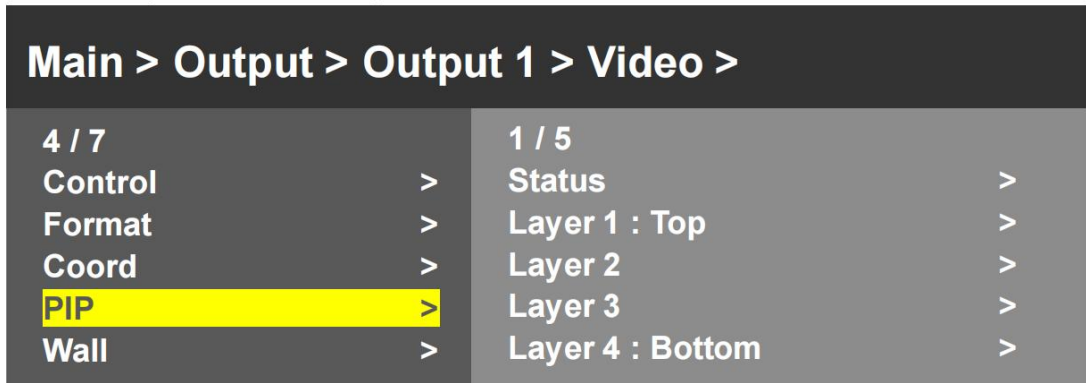 Main > Output > Output 1 > Video >
4 / 7
Control >
Format >
Coord >
PIP >
Wall >
1 / 5
Status >
Layer 1 : Top >
Layer 2 >
Layer 3 >
Layer 4 : Bottom >